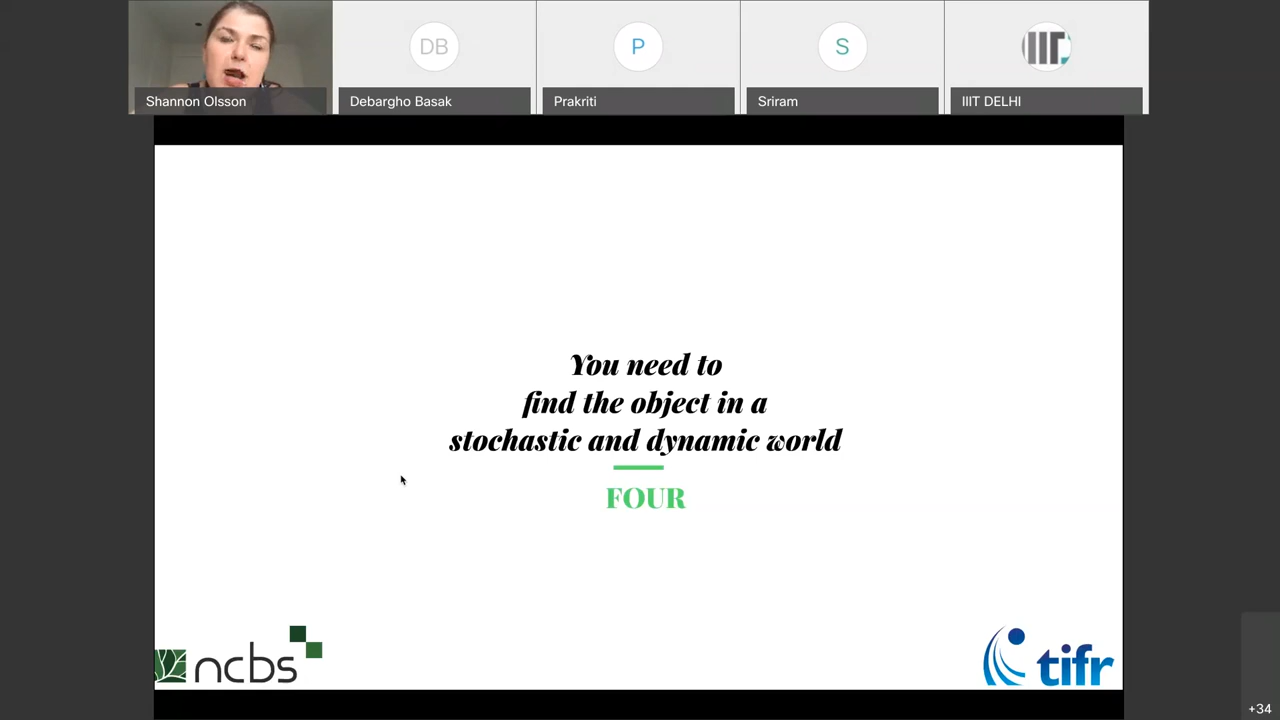 DB
P
S
Shannon Olsson
Debargho Basak
Prakriti
Sriram
IIIT DELHI
You need to
find the object in a
stochastic and dynamic world
FOUR
ncbs
tifr
+34